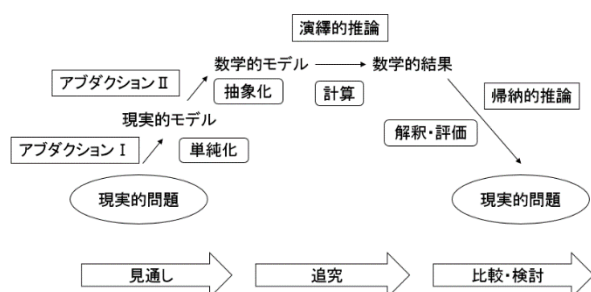 演繹的推論
数学的モデル
数学的結果
アブダクションⅡ
抽象化
計算
帰納的推論
現実的モデル
解釈・評価
アブダクションⅠ
単純化
現実的問題
現実的問題
見通し
追究
比較・検討